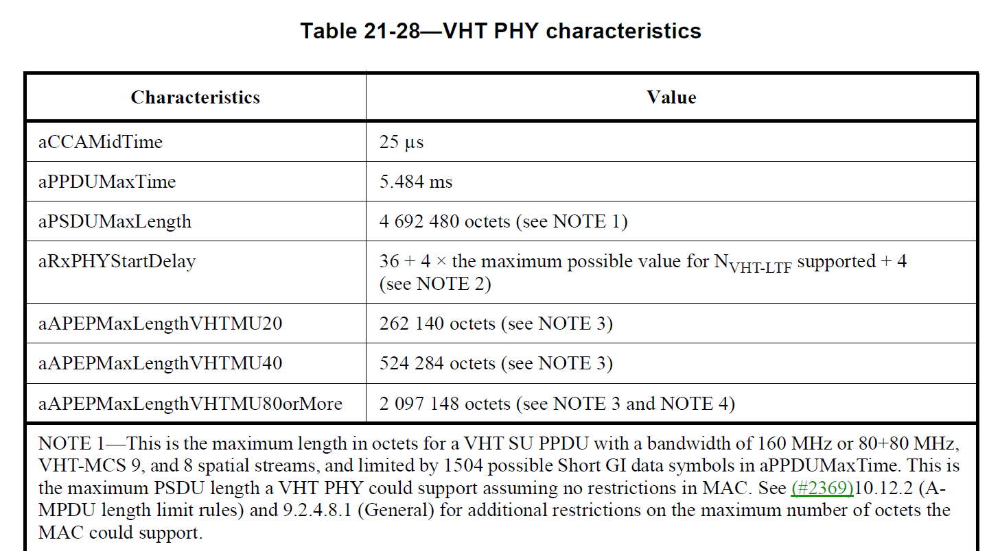 Table 21-28—VHT PHY characteristics
Characteristics Value
aCCAMidTime 25 µs
aPPDUMaxTime 5.484 ms
aPSDUMaxLength 4 692 480 octets (see NOTE 1)
aRxPHYStartDelay 36 + 4 × the maximum possible value for NVHT-LTF supported + 4
(see NOTE 2)
aAPEPMaxLengthVHTMU20 262 140 octets (see NOTE 3)
aAPEPMaxLengthVHTMU40 524 284 octets (see NOTE 3)
aAPEPMaxLengthVHTMU80orMore 2 097 148 octets (see NOTE 3 and NOTE 4)
NOTE 1—This is the maximum length in octets for a VHT SU PPDU with a bandwidth of 160 MHz or 80+80 MHz,
VHT-MCS 9, and 8 spatial streams, and limited by 1504 possible Short GI data symbols in aPPDUMaxTime. This is
the maximum PSDU length a VHT PHY could support assuming no restrictions in MAC. See (#2369)10.12.2 (A-
MPDU length limit rules) and 9.2.4.8.1 (General) for additional restrictions on the maximum number of octets the
MAC could support.